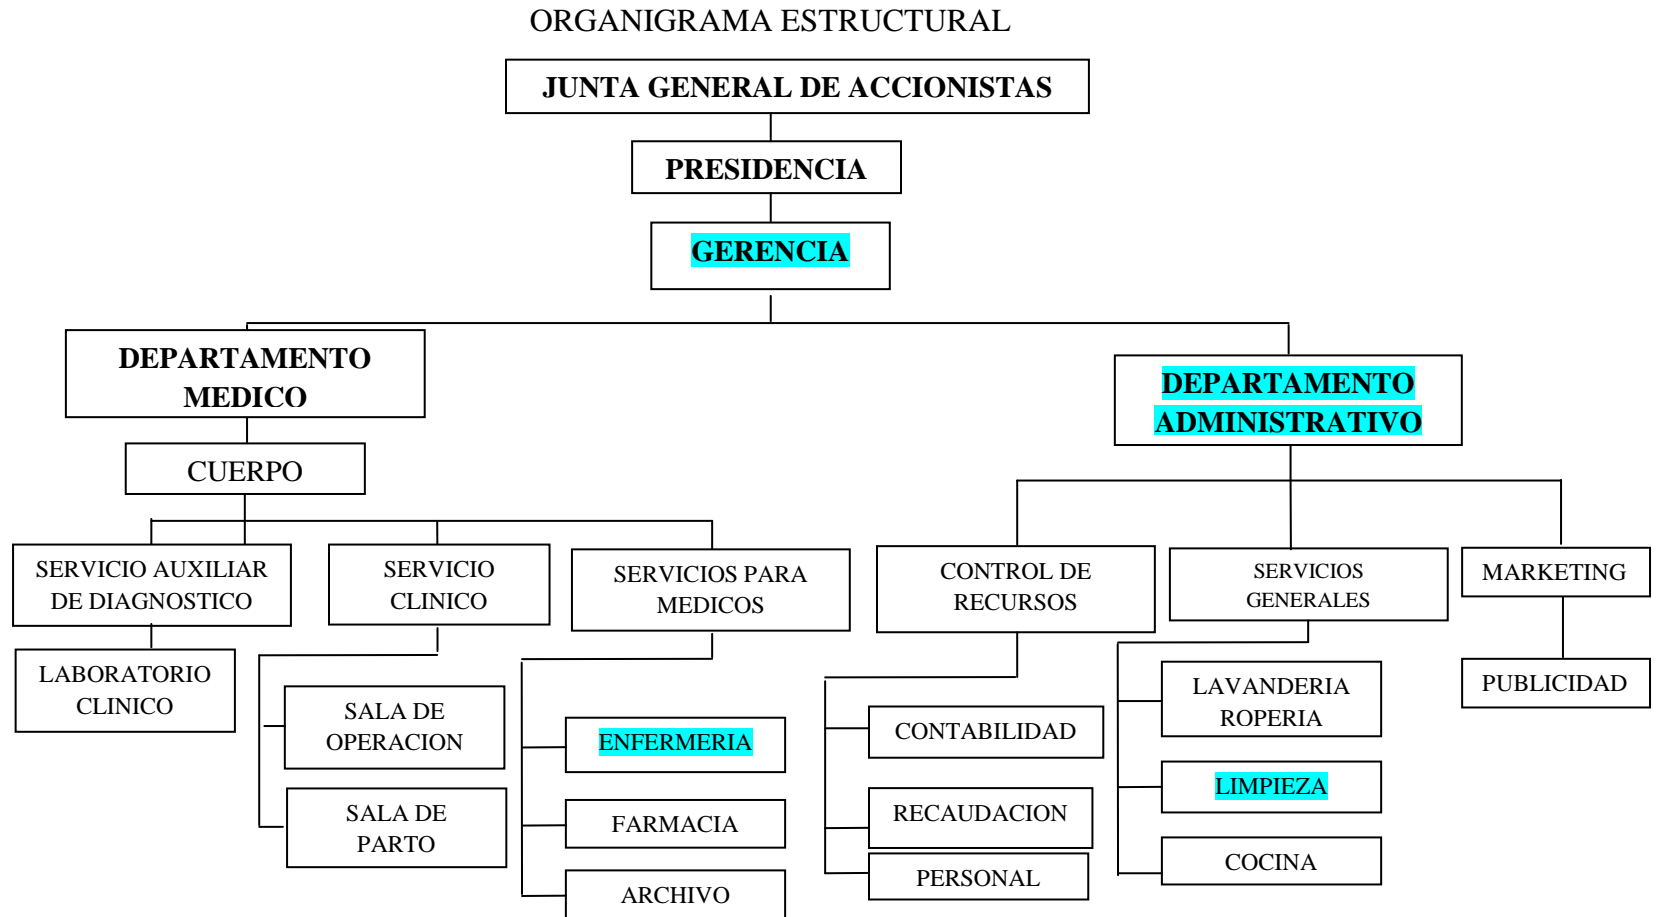 ORGANIGRAMA ESTRUCTURAL
JUNTA GENERAL DE ACCIONISTAS
PRESIDENCIA
GERENCIA
DEPARTAMENTO
MEDICO
DEPARTAMENTO
ADMINISTRATIVO
CUERPO
SERVICIO AUXILIAR
DE DIAGNOSTICO
SERVICIO
CLINICO
SERVICIOS PARA
MEDICOS
CONTROL DE
RECURSOS
SERVICIOS
GENERALES
MARKETING
LABORATORIO
CLINICO
SALA DE
OPERACION
SALA DE
PARTO
ENFERMERIA
FARMACIA
ARCHIVO
CONTABILIDAD
RECAUDACION
PERSONAL
LAVANDERIA
ROPERIA
LIMPIEZA
COCINA
PUBLICIDAD